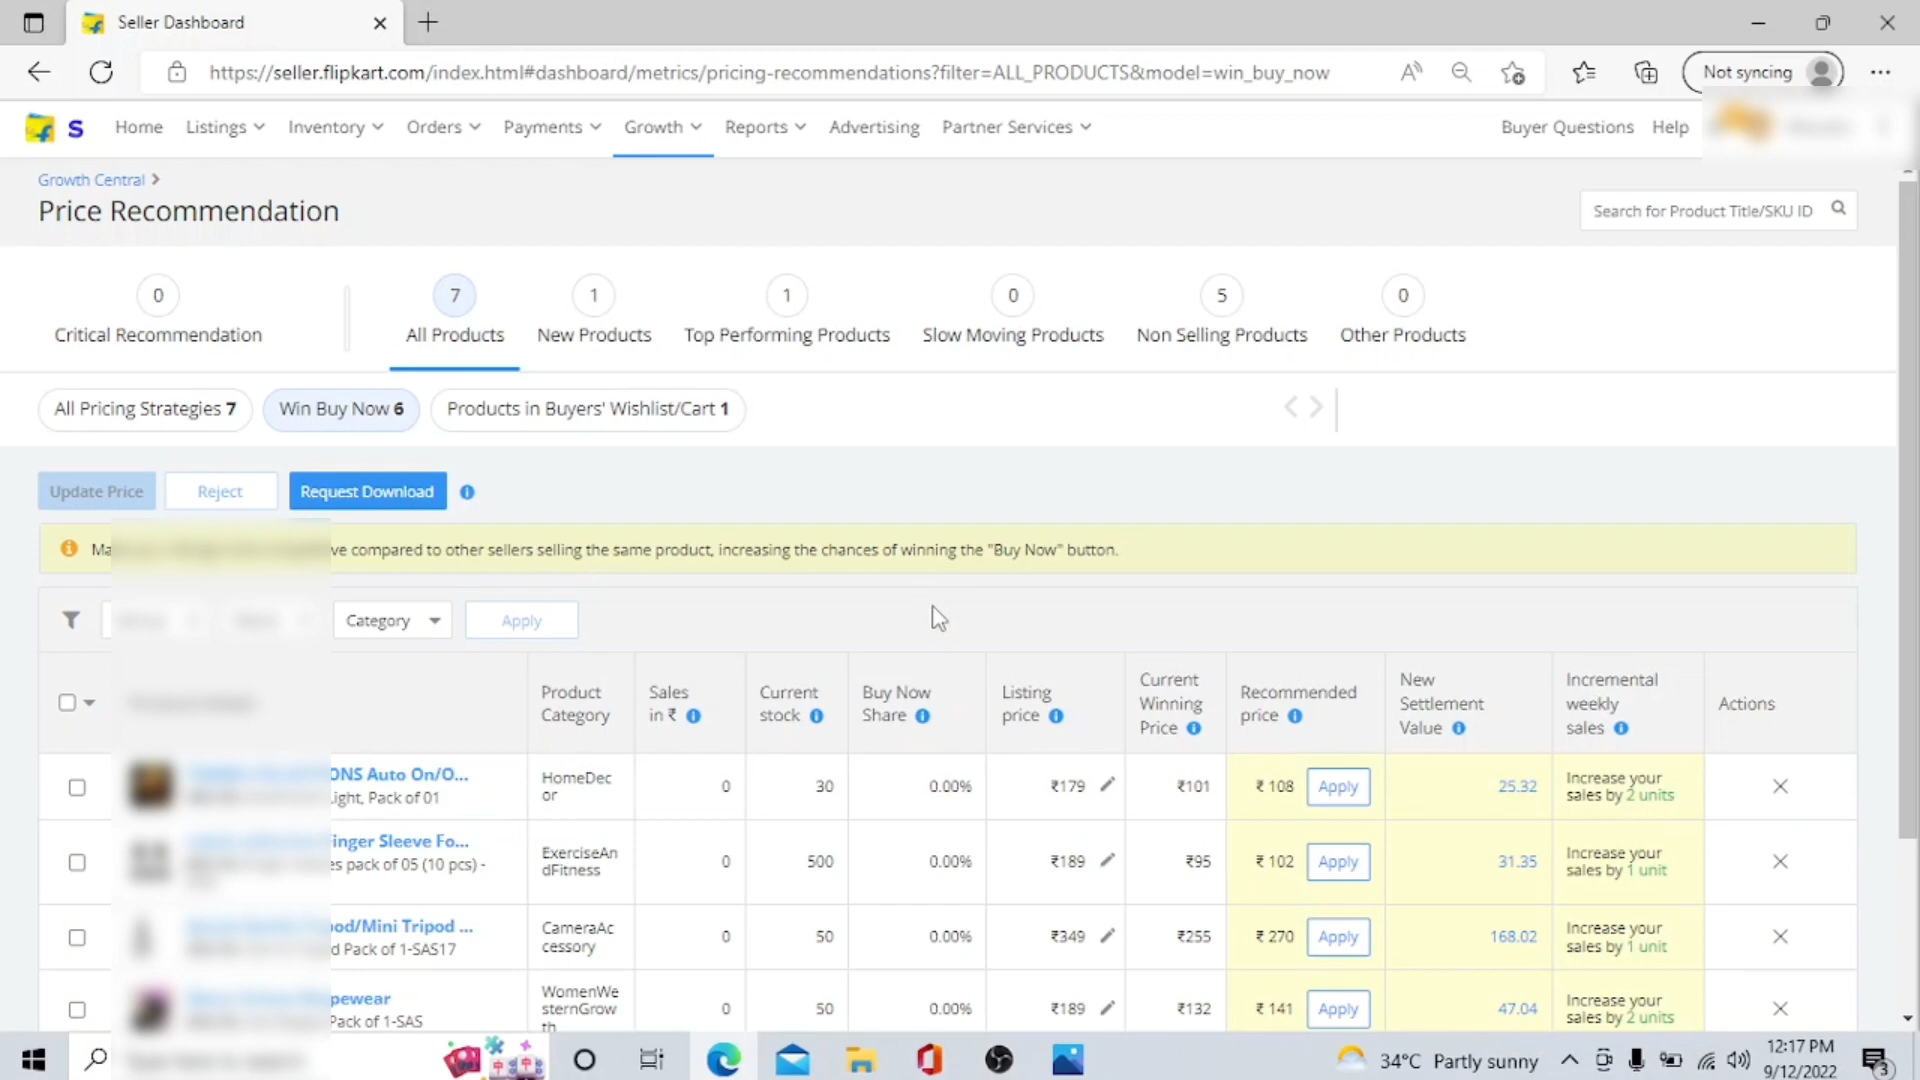 Seller Dashboard
https://seller.flipkart.com/index.html#dashboard/metrics/pricing-recommendations?filter=ALL_PRODUCTS&model=win_buy_now
Not syncing
S Home Listings Inventory Orders Payments Growth Reports Advertising Partner Services Buyer Questions Help
Growth Central
Price Recommendation
Search for Product Title/SKU ID
0 7 1 1 0 5 0
Critical Recommendation All Products New Products Top Performing Products Slow Moving Products Non Selling Products Other Products
All Pricing Strategies 7 Win Buy Now 6 Products in Buyers' Wishlist/Cart 1
Update Price Reject Request Download
compared to other sellers selling the same product, increasing the chances of winning the "Buy Now" button.
Category Apply
Product Category
Sales in ₹
Current stock
Buy Now Share
Listing price
Current Winning Price
Recommended price
New Settlement Value
Incremental weekly sales
Actions
Auto On/O...
Pack of 01
HomeDec
or
0 30 0.00% ₹179 ₹101 ₹ 108 Apply 25.32
Increase your
sales by 2 units
Sleeve Fo...
pack of 05 (10 pcs) -
ExerciseAn
dFitness
0 500 0.00% ₹189 ₹95 ₹ 102 Apply 31.35
Increase your
sales by 1 unit
Tripod ...
Pack of 1-SAS17
CameraAc
cessory
0 50 0.00% ₹349 ₹255 ₹ 270 Apply 168.02
Increase your
sales by 1 unit
Pack of 1-SAS
WomenWe
sternGrow
th
0 50 0.00% ₹189 ₹132 ₹ 141 Apply 47.04
Increase your
sales by 2 units
34°C Partly sunny
12:17 PM
9/12/2022
3